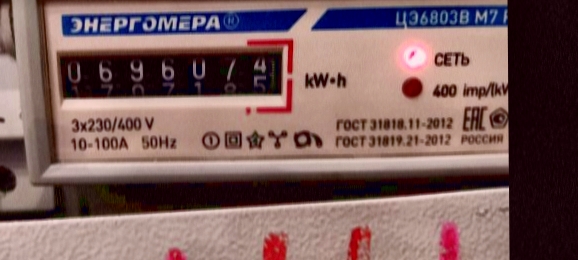 ЭНЕРГОМЕРА®
ЦЭ6803В М7
0 6 9 6 0 7 4
kW•h
СЕТЬ
400 imp/kW
3x230/400 V
10-100A 50Hz
ГОСТ 31818.11-2012
ГОСТ 31819.21-2012
ЕАС
РОССИЯ